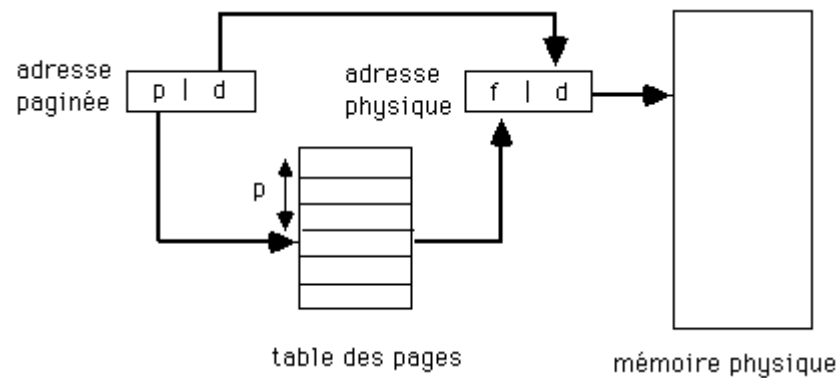 adresse
paginée
p | d
adresse
physique
f | d
p
table des pages
mémoire physique